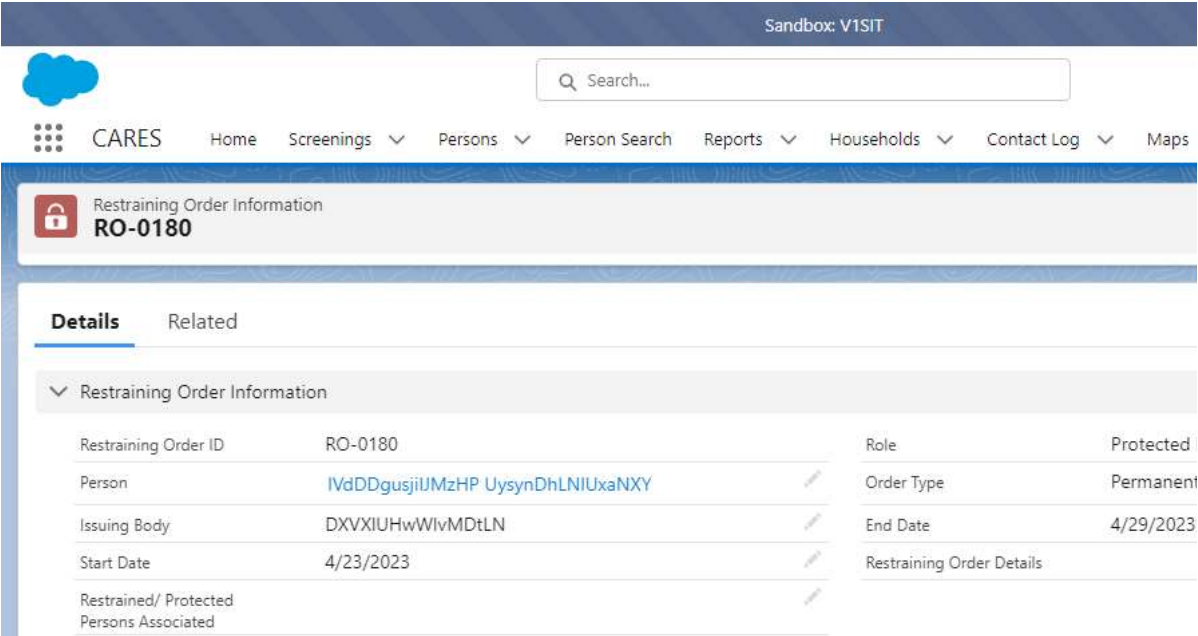 Sandbox: V1SIT
Search...
CARES Home Screenings Persons Person Search Reports Households Contact Log Maps
Restraining Order Information
RO-0180
Details Related
Restraining Order Information
Restraining Order ID RO-0180 Role Protected
Person Order Type Permanent
Issuing Body DXVXIUHwWIvMDtLN End Date 4/29/2023
Start Date 4/23/2023 Restraining Order Details
Restrained/ Protected
Persons Associated